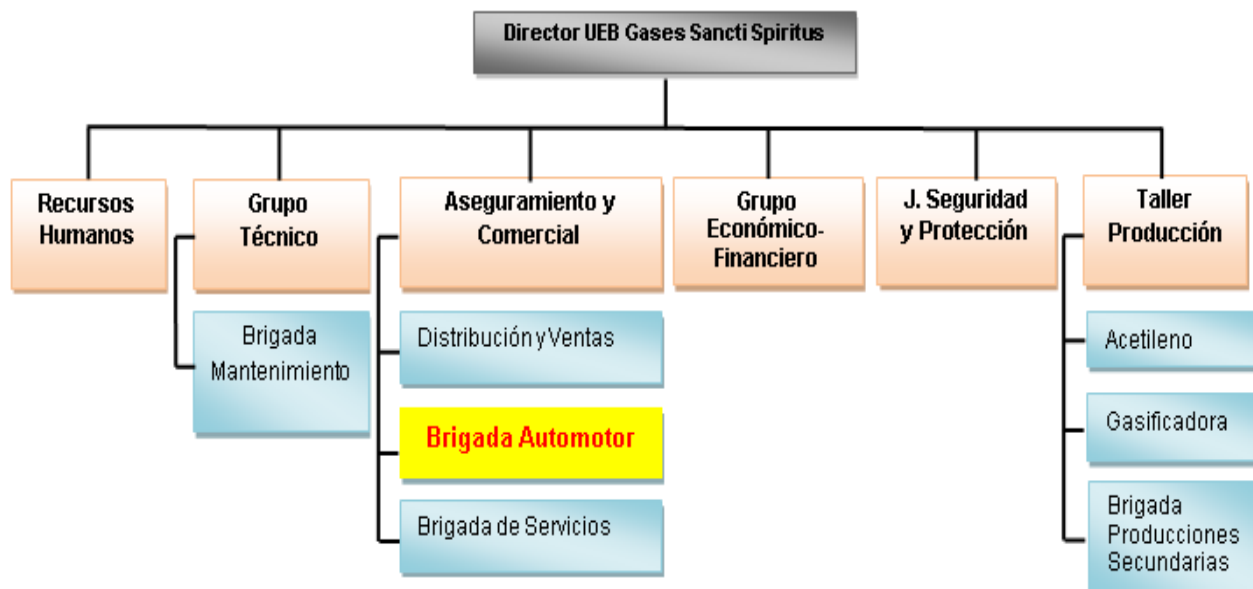 Director UEB Gases Sancti Spiritus
Recursos
Humanos
Grupo
Técnico
Aseguramiento y
Comercial
Grupo
Económico-
Financiero
J. Seguridad
y Protección
Taller
Producción
Brigada
Mantenimiento
Distribución y Ventas
Brigada Automotor
Brigada de Servicios
Acetileno
Gasificadora
Brigada
Producciones
Secundarias